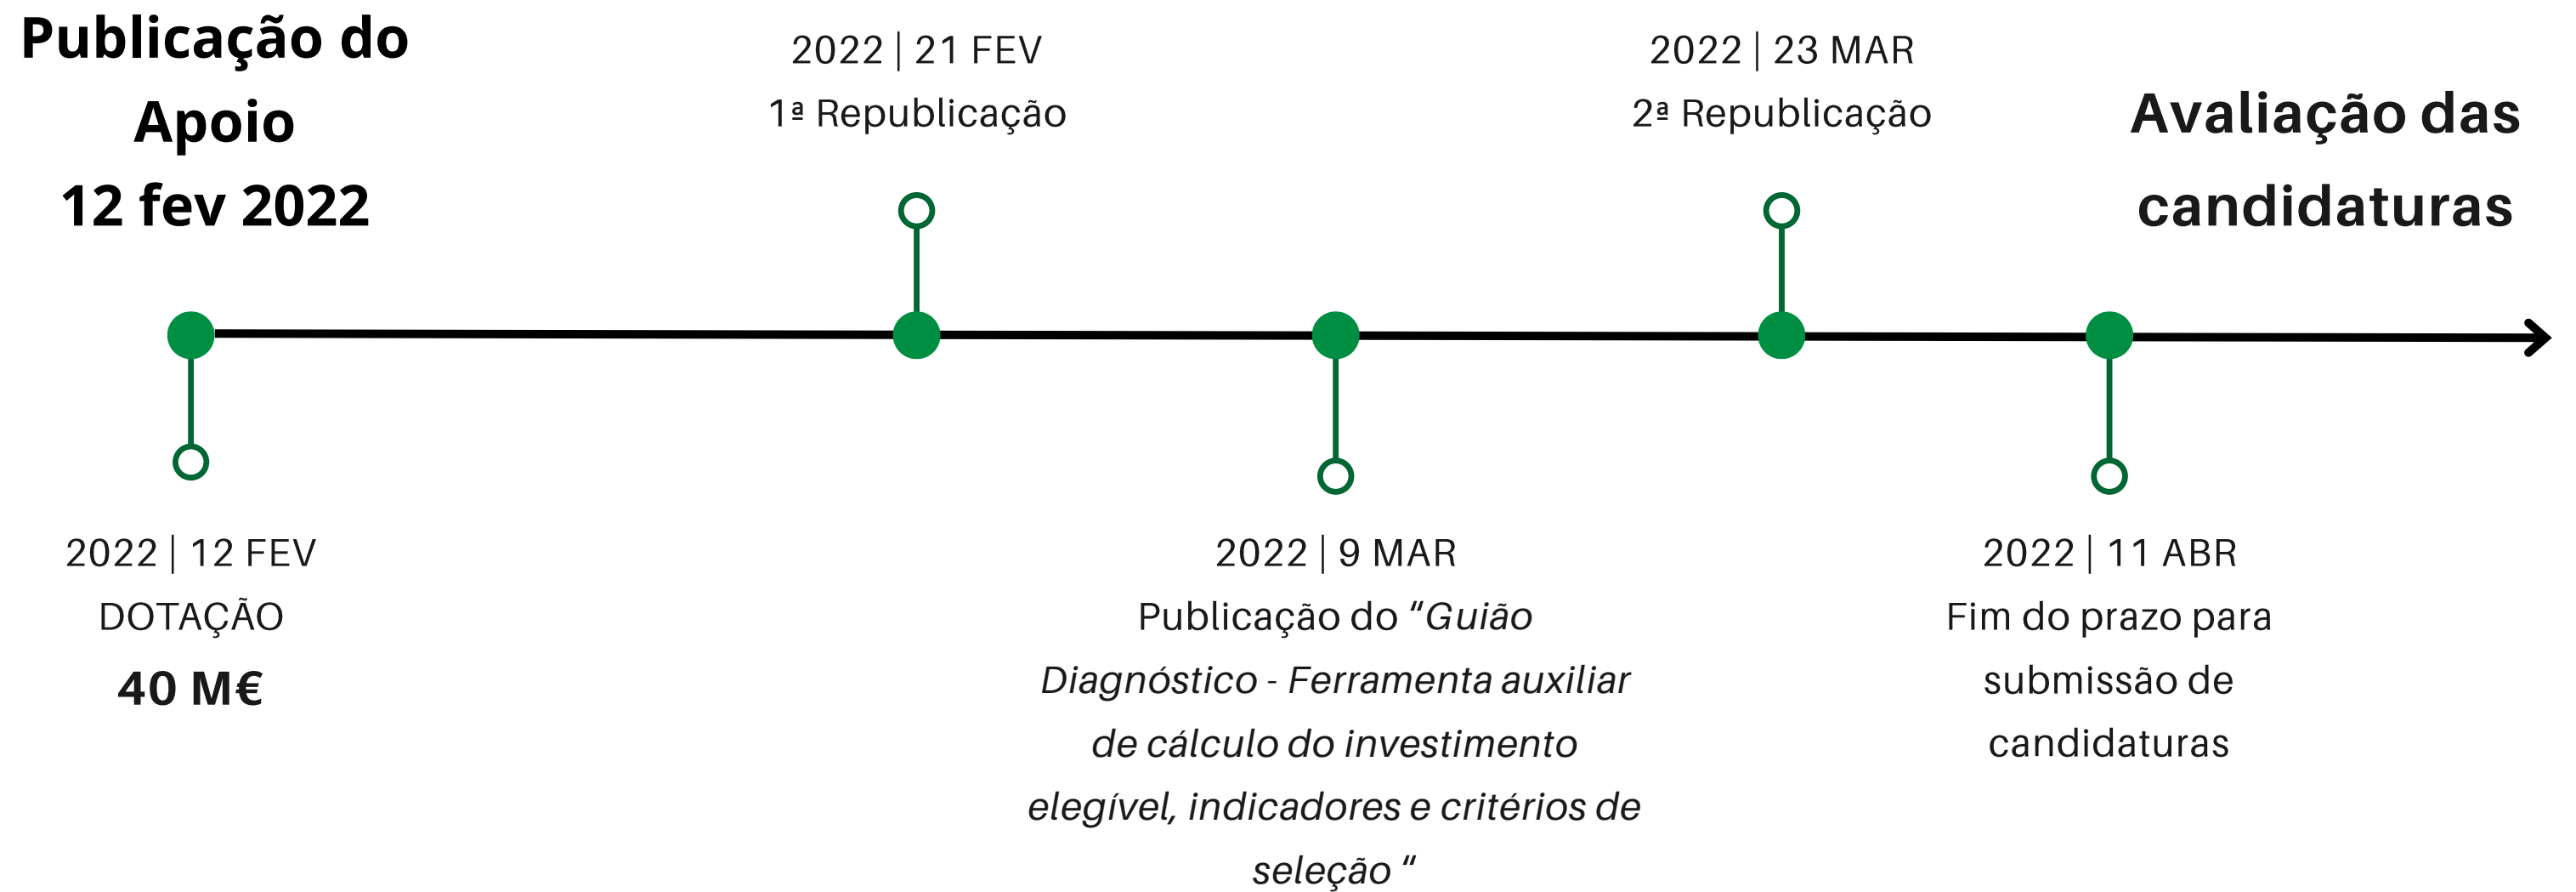 Publicação do
Apoio
12 fev 2022
2022 | 12 FEV
DOTAÇÃO
40 M€
2022 | 21 FEV
1ª Republicação
2022 | 9 MAR
Publicação do “Guião
Diagnóstico - Ferramenta auxiliar
de cálculo do investimento
elegível, indicadores e critérios de
seleção “
2022 | 23 MAR
2ª Republicação
2022 | 11 ABR
Fim do prazo para
submissão de
candidaturas
Avaliação das
candidaturas